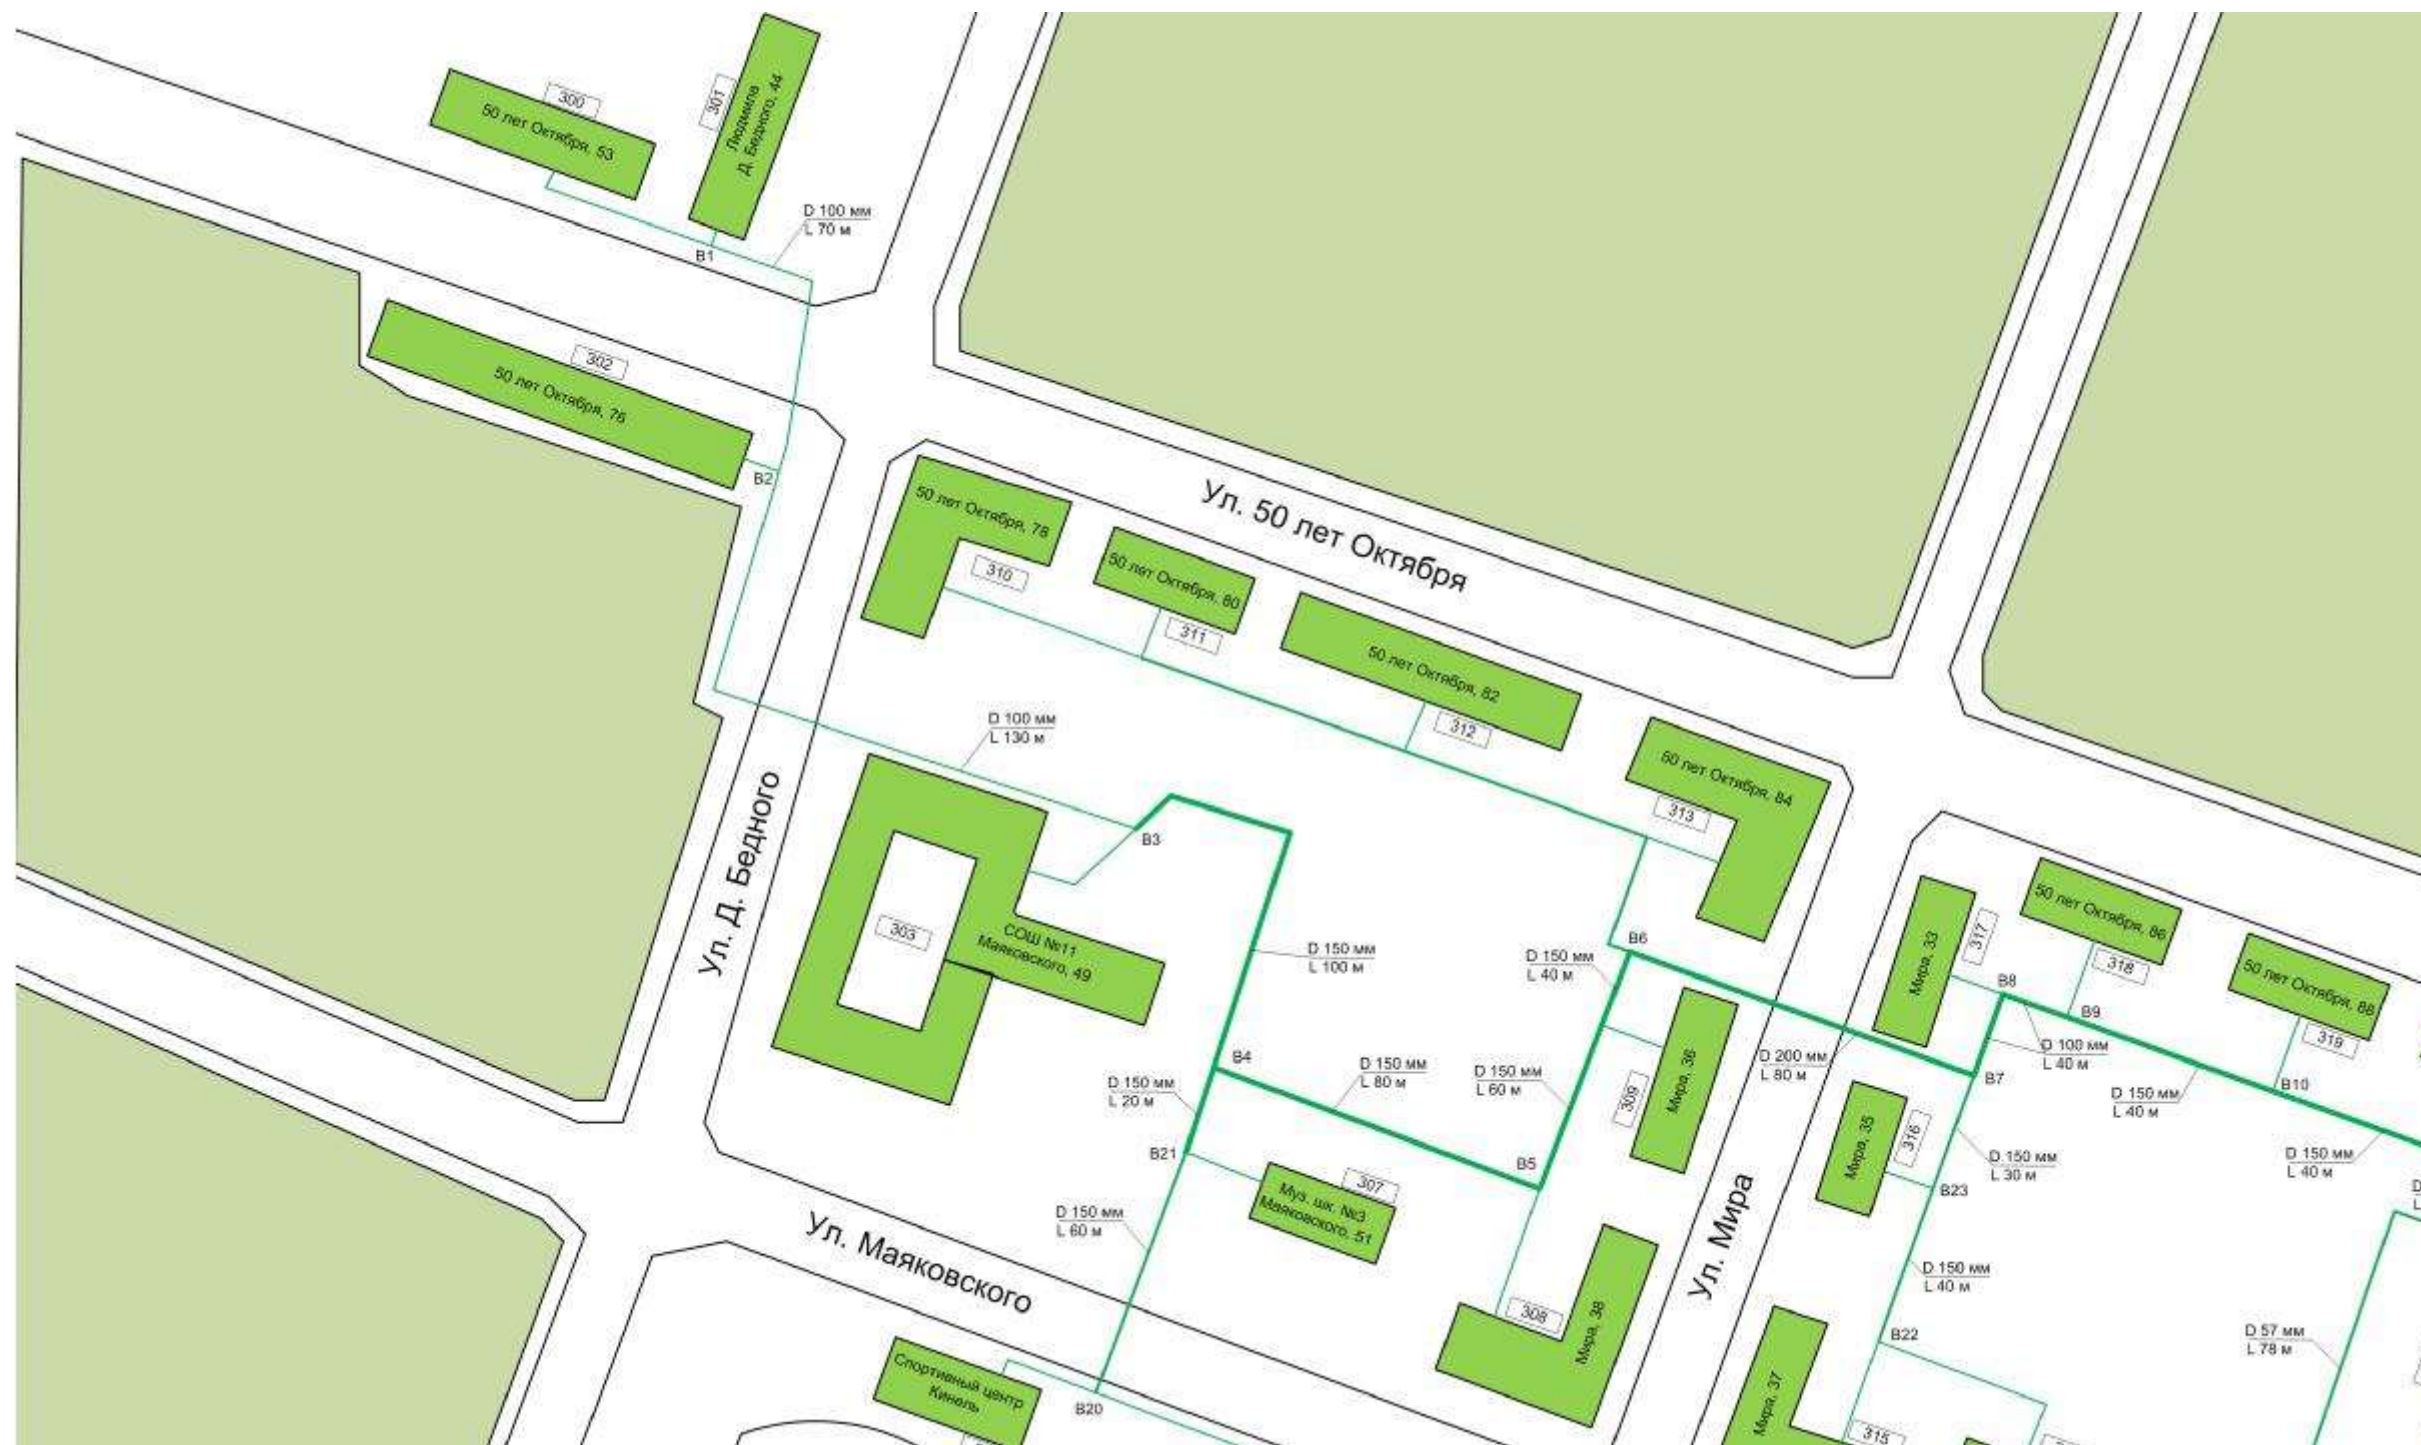 300
50 лет Октября, 53
301
Людмила
Д. Бедного, 44
D 100 мм
L 70 м
B1
302
50 лет Октября, 76
B2
50 лет Октября, 78
310
50 лет Октября, 80
311
Ул. 50 лет Октября
50 лет Октября, 82
312
50 лет Октября, 84
313
D 100 мм
L 130 м
B3
Ул. Д. Бедного
303
СОШ №11
Маяковского, 49
D 150 мм
L 100 м
B6
D 150 мм
L 40 м
Мира, 33
317
50 лет Октября, 86
318
50 лет Октября, 88
319
B8
B9
B10
B4
D 150 мм
L 20 м
D 150 мм
L 80 м
D 150 мм
L 60 м
309
Мира, 36
D 200 мм
L 80 м
B7
D 100 мм
L 40 м
D 150 мм
L 40 м
D 150 мм
L 40 м
B21
307
Муз. шк. №3
Маяковского, 51
B5
Мира, 35
316
D 150 мм
L 30 м
B23
D 150 мм
L 60 м
Ул. Маяковского
Ул. Мира
D 150 мм
L 40 м
308
Мира, 38
B22
D 57 мм
L 78 м
Спортивный центр
Кинель
B20
Мира, 37
315